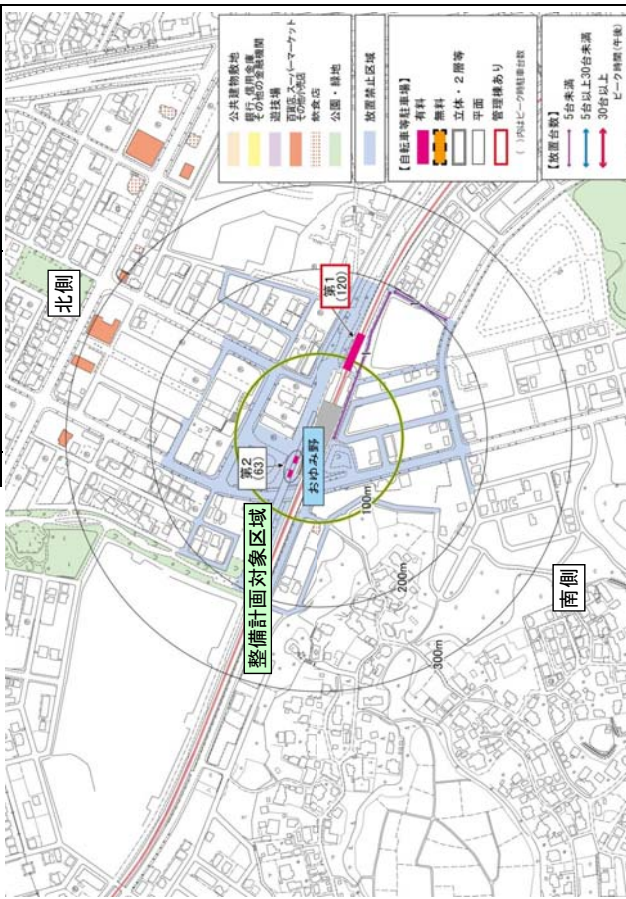 公共建物敷地
銀行、信用金庫
その他の金融機関
遊技場
百貨店、スーパーマーケット
その他小売店
飲食店
公園・緑地
放置禁止区域
【自転車等駐車場】
有料
無料
立体・2階等
平面
管理棟あり
( )内はピーク時駐車台数
【放置台数】
5台未満
5台以上30台未満
30台以上
ピーク時間(午後)
北側
第1
(120)
第2
(63)
おゆみ野
整備計画対象区域
100m
200m
300m
南側